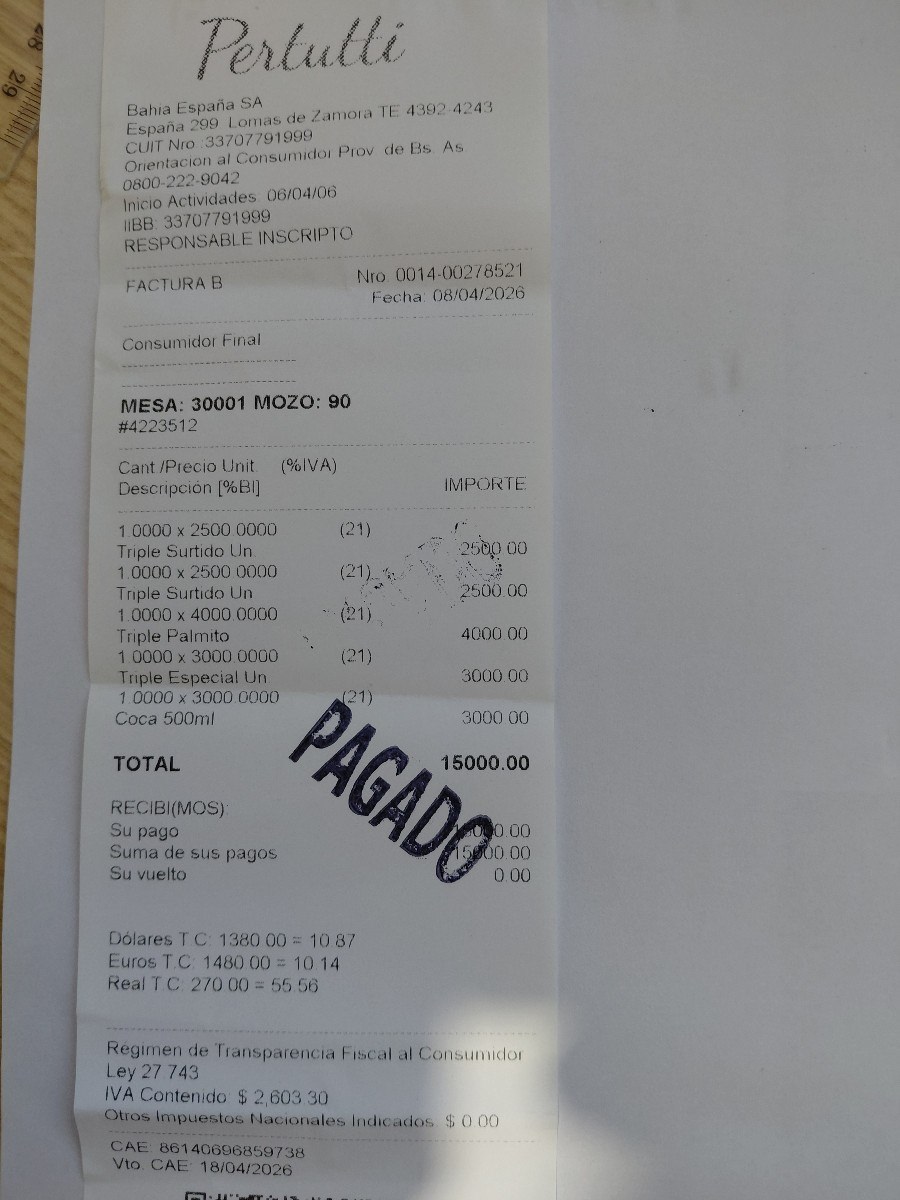 28
29
Pertutti
Bahia España SA
España 299 Lomas de Zamora TE 4392-4243
CUIT Nro :33707791999
Orientacion al Consumidor Prov. de Bs. As.
0800-222-9042
Inicio Actividades: 06/04/06
IIBB: 33707791999
RESPONSABLE INSCRIPTO
FACTURA B Nro. 0014-00278521
Fecha: 08/04/2026
Consumidor Final
MESA: 30001 MOZO: 90
#4223512
Cant./Precio Unit. (%IVA)
Descripción [%BI] IMPORTE
1.0000 x 2500.0000 (21)
Triple Surtido Un. 2500.00
1.0000 x 2500.0000 (21)
Triple Surtido Un. 2500.00
1.0000 x 4000.0000 (21)
Triple Palmito 4000.00
1.0000 x 3000.0000 (21)
Triple Especial Un. 3000.00
1.0000 x 3000.0000 (21)
Coca 500ml 3000.00
TOTAL 15000.00
PAGADO
RECIBI(MOS):
Su pago 15000.00
Suma de sus pagos 15000.00
Su vuelto 0.00
Dólares T.C: 1380.00 = 10.87
Euros T.C: 1480.00 = 10.14
Real T.C: 270.00 = 55.56
Regimen de Transparencia Fiscal al Consumidor
Ley 27.743
IVA Contenido: $ 2,603.30
Otros Impuestos Nacionales Indicados: $ 0.00
CAE: 86140696859738
Vto. CAE: 18/04/2026